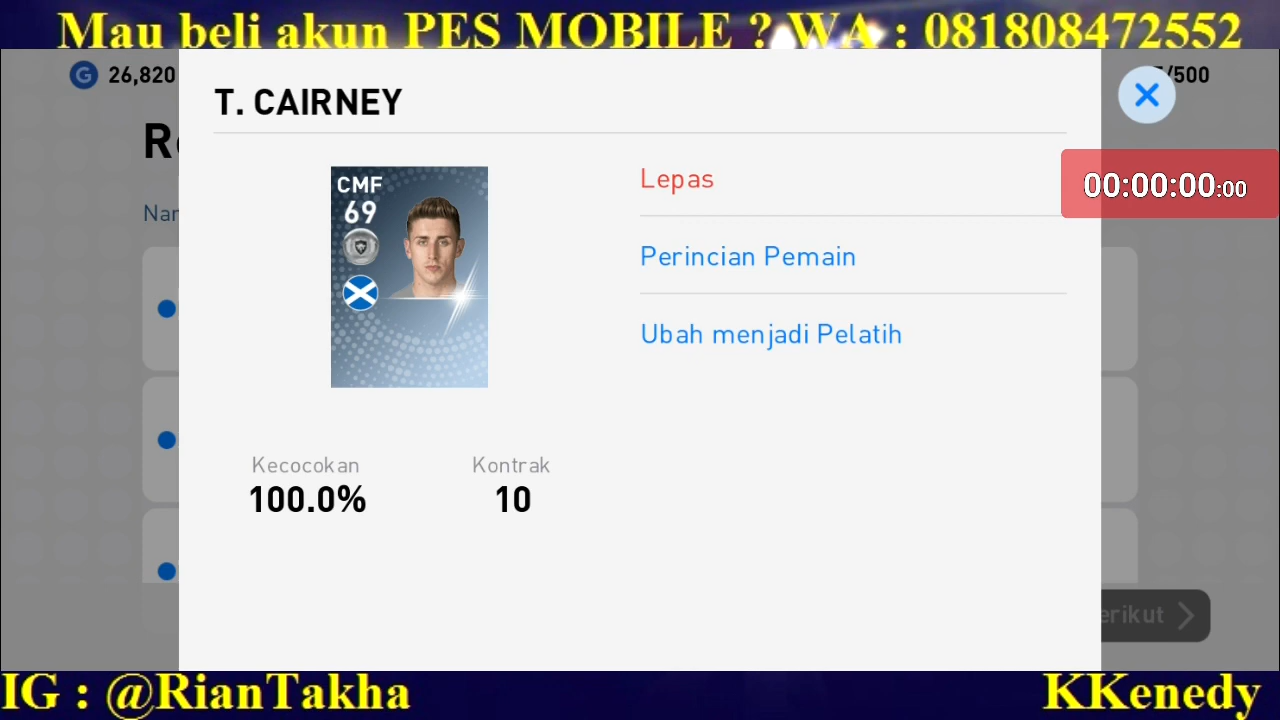 Mau beli akun PES MOBILE ? WA : 081808472552
G 26,820
/500
T. CAIRNEY
CMF
69
Lepas
00:00:00:00
Perincian Pemain
Ubah menjadi Pelatih
Kecocokan
Kontrak
100.0%
10
IG : @RianTakha
KKenedy